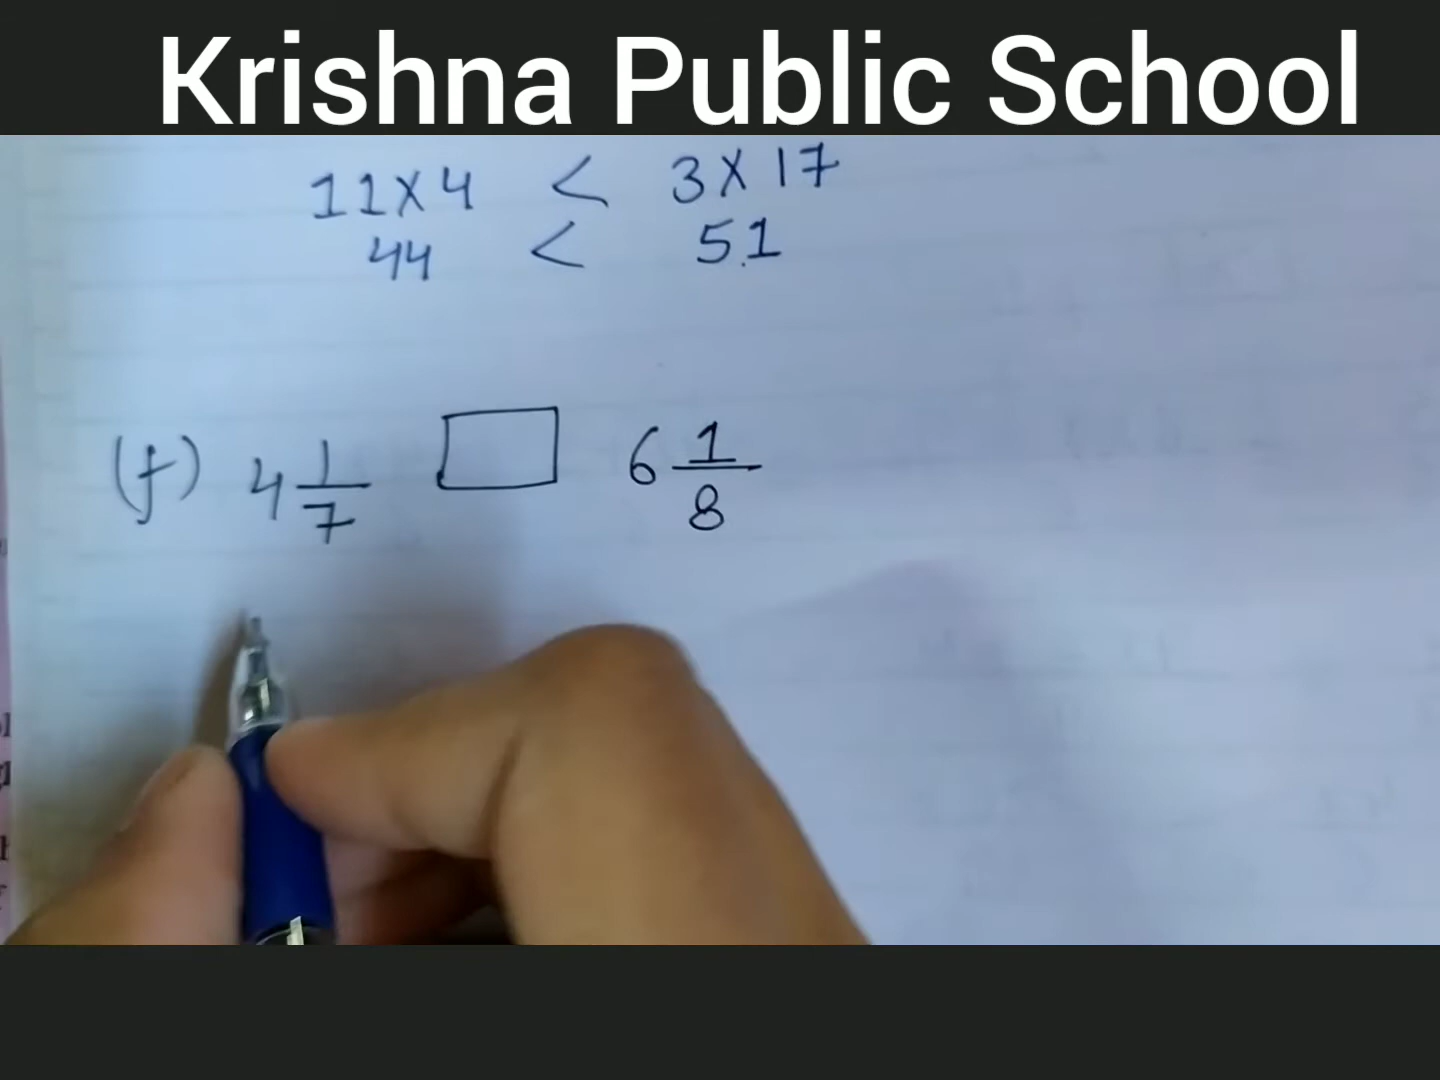 Krishna Public School
11 x 4 < 3 x 17
44 < 51
(f) 4 1/7 □ 6 1/8